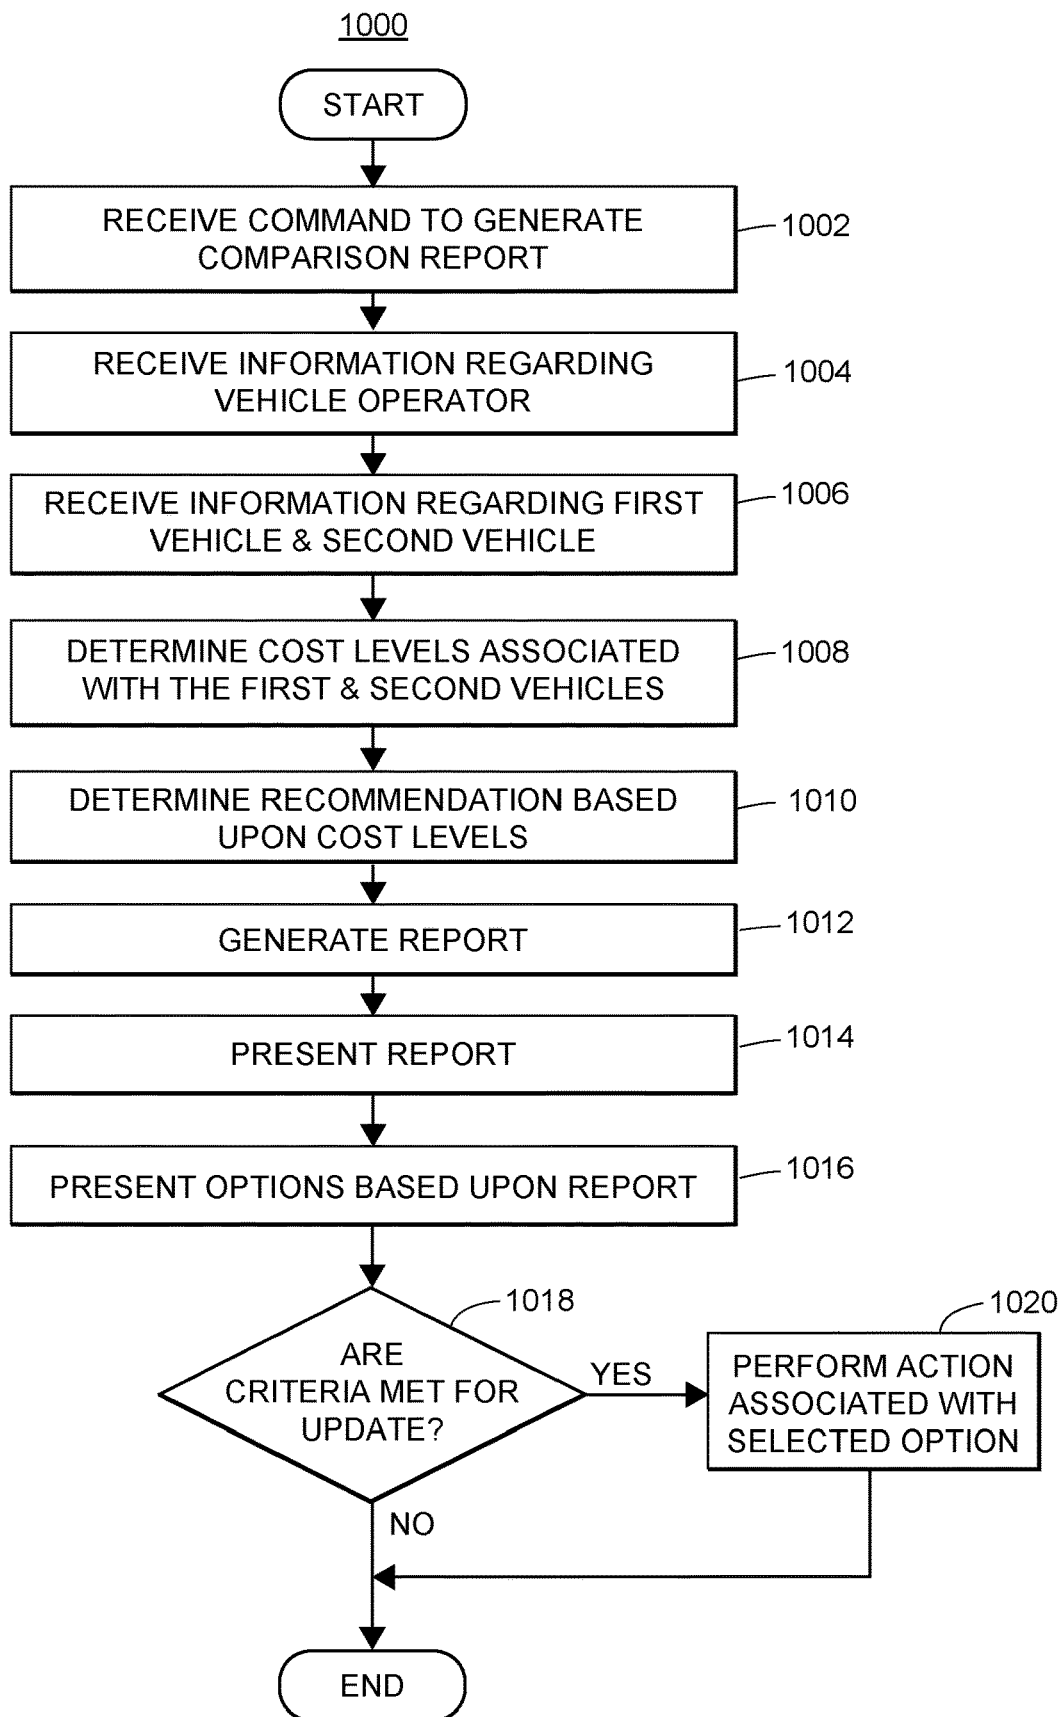 1000
START
RECEIVE COMMAND TO GENERATE
COMPARISON REPORT
1002
RECEIVE INFORMATION REGARDING
VEHICLE OPERATOR
1004
RECEIVE INFORMATION REGARDING FIRST
VEHICLE & SECOND VEHICLE
1006
DETERMINE COST LEVELS ASSOCIATED
WITH THE FIRST & SECOND VEHICLES
1008
DETERMINE RECOMMENDATION BASED
UPON COST LEVELS
1010
GENERATE REPORT
1012
PRESENT REPORT
1014
PRESENT OPTIONS BASED UPON REPORT
1016
ARE
CRITERIA MET FOR
UPDATE?
1018
YES
PERFORM ACTION
ASSOCIATED WITH
SELECTED OPTION
1020
NO
END